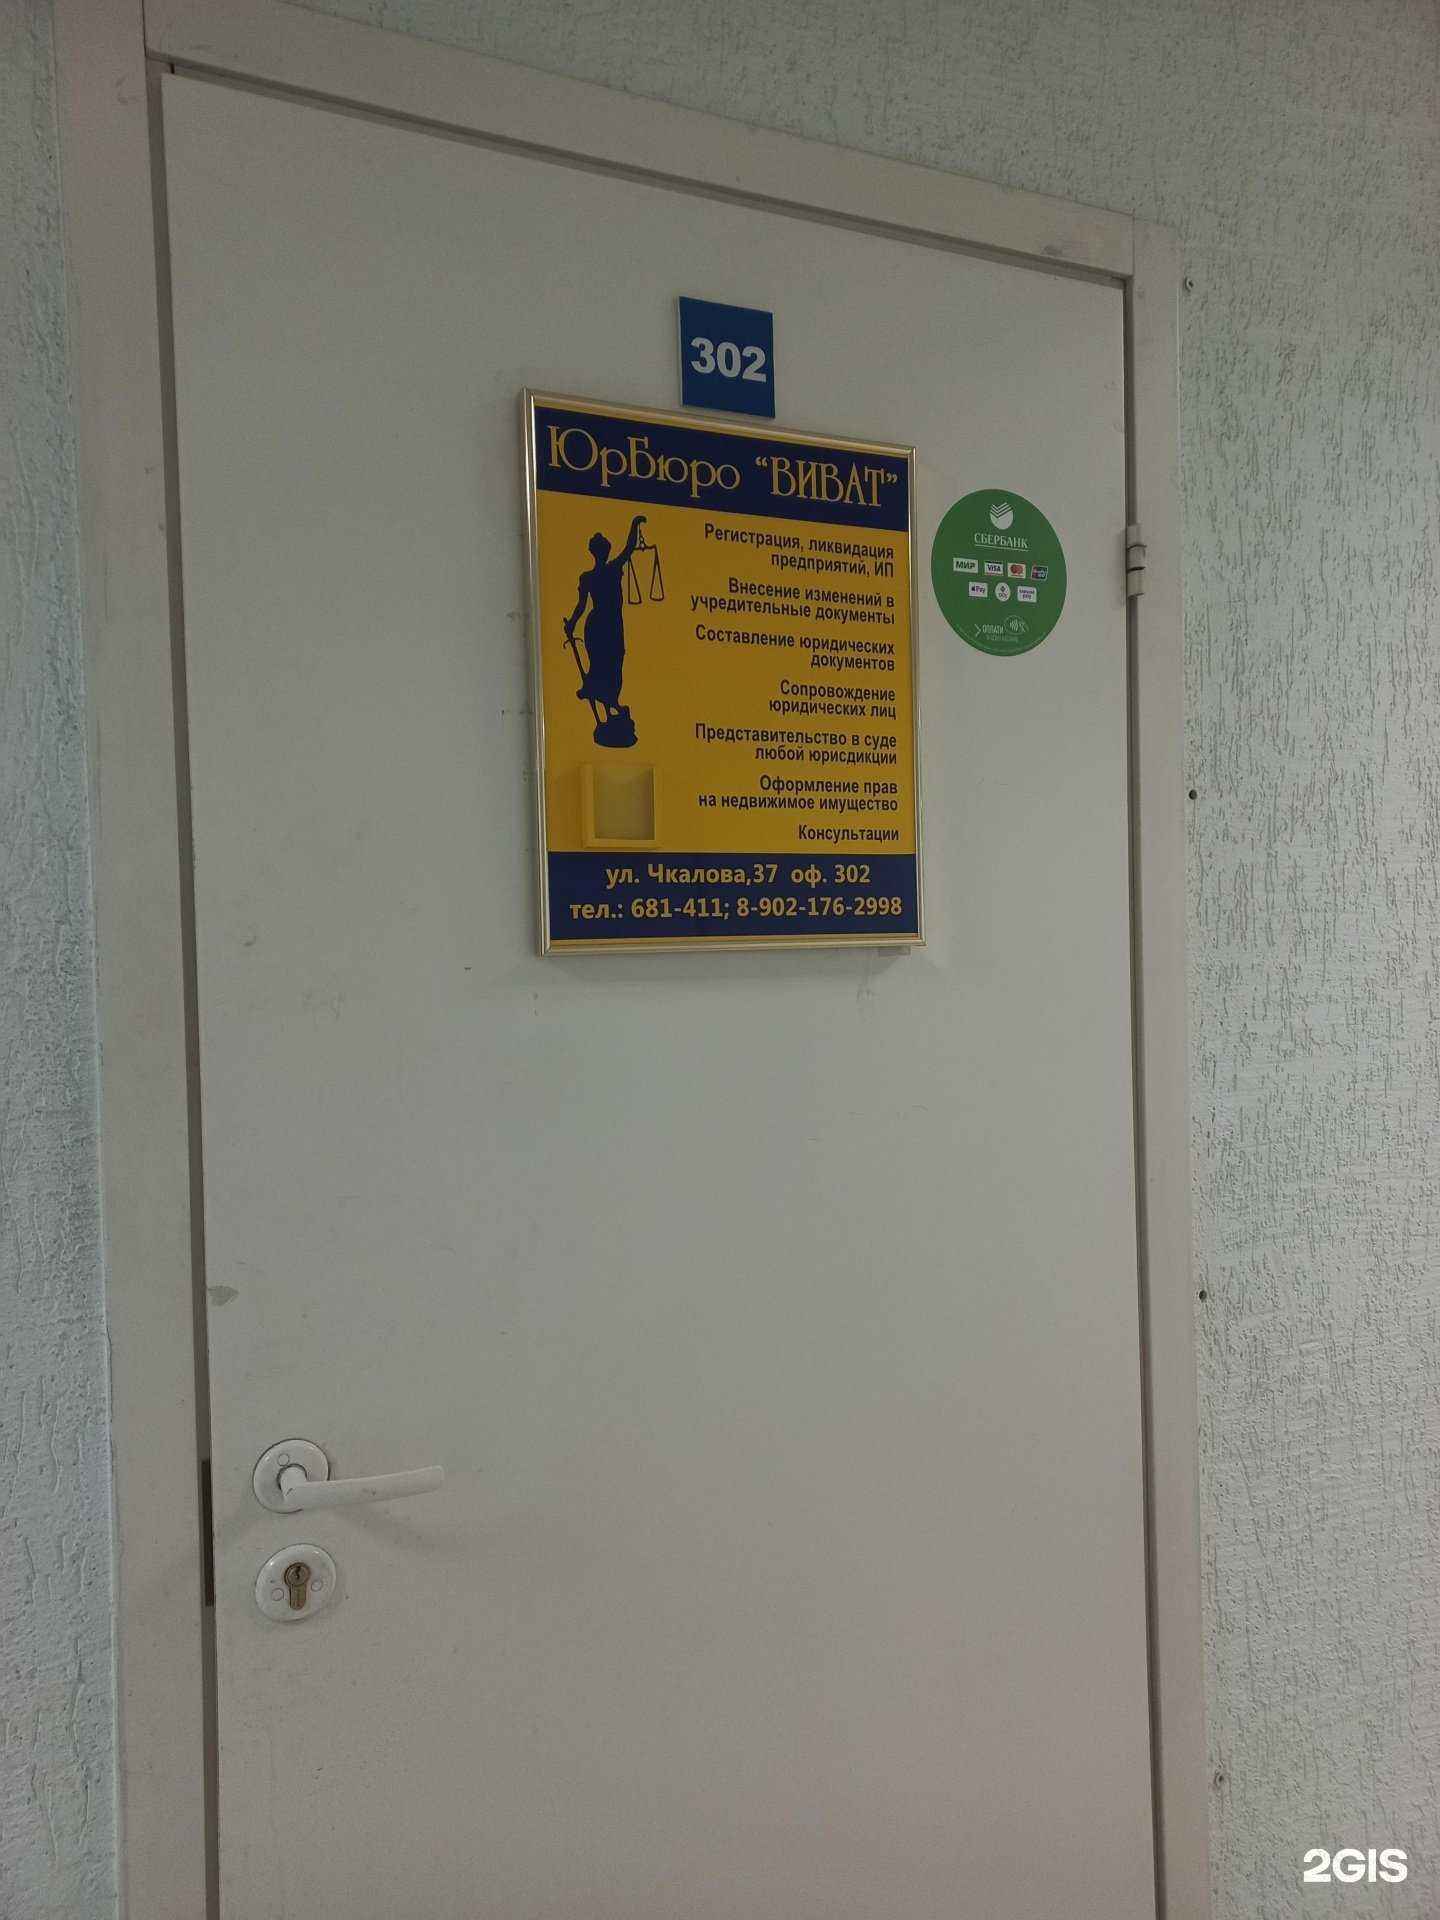 302
ЮрБюро "ВИВАТ"
Регистрация, ликвидация
предприятий, ИП
Внесение изменений в
учредительные документы
Составление юридических
документов
Сопровождение
юридических лиц
Представительство в суде
любой юрисдикции
Оформление прав
на недвижимое имущество
Консультации
ул. Чкалова,37 оф. 302
тел.: 681-411; 8-902-176-2998
СБЕРБАНК
МИР VISA
Pay
ОПЛАТИ
2GIS